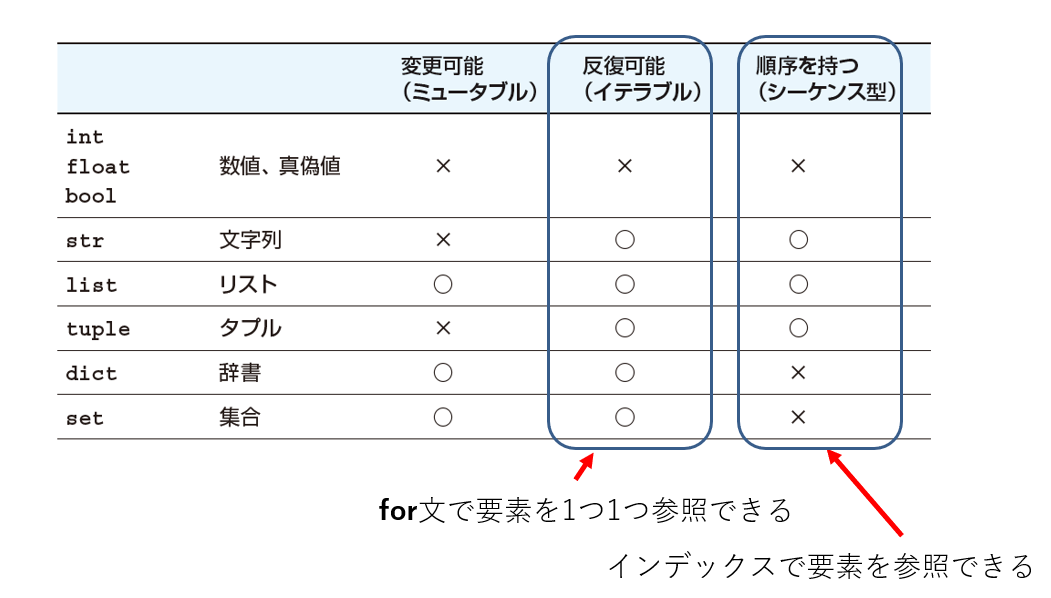 変更可能 反復可能 順序を持つ
(ミュータブル) (イテラブル) (シーケンス型)
int
float 数値、真偽値 × × ×
bool
str 文字列 × ○ ○
list リスト ○ ○ ○
tuple タプル × ○ ○
dict 辞書 ○ ○ ×
set 集合 ○ ○ ×
for文で要素を1つ1つ参照できる
インデックスで要素を参照できる